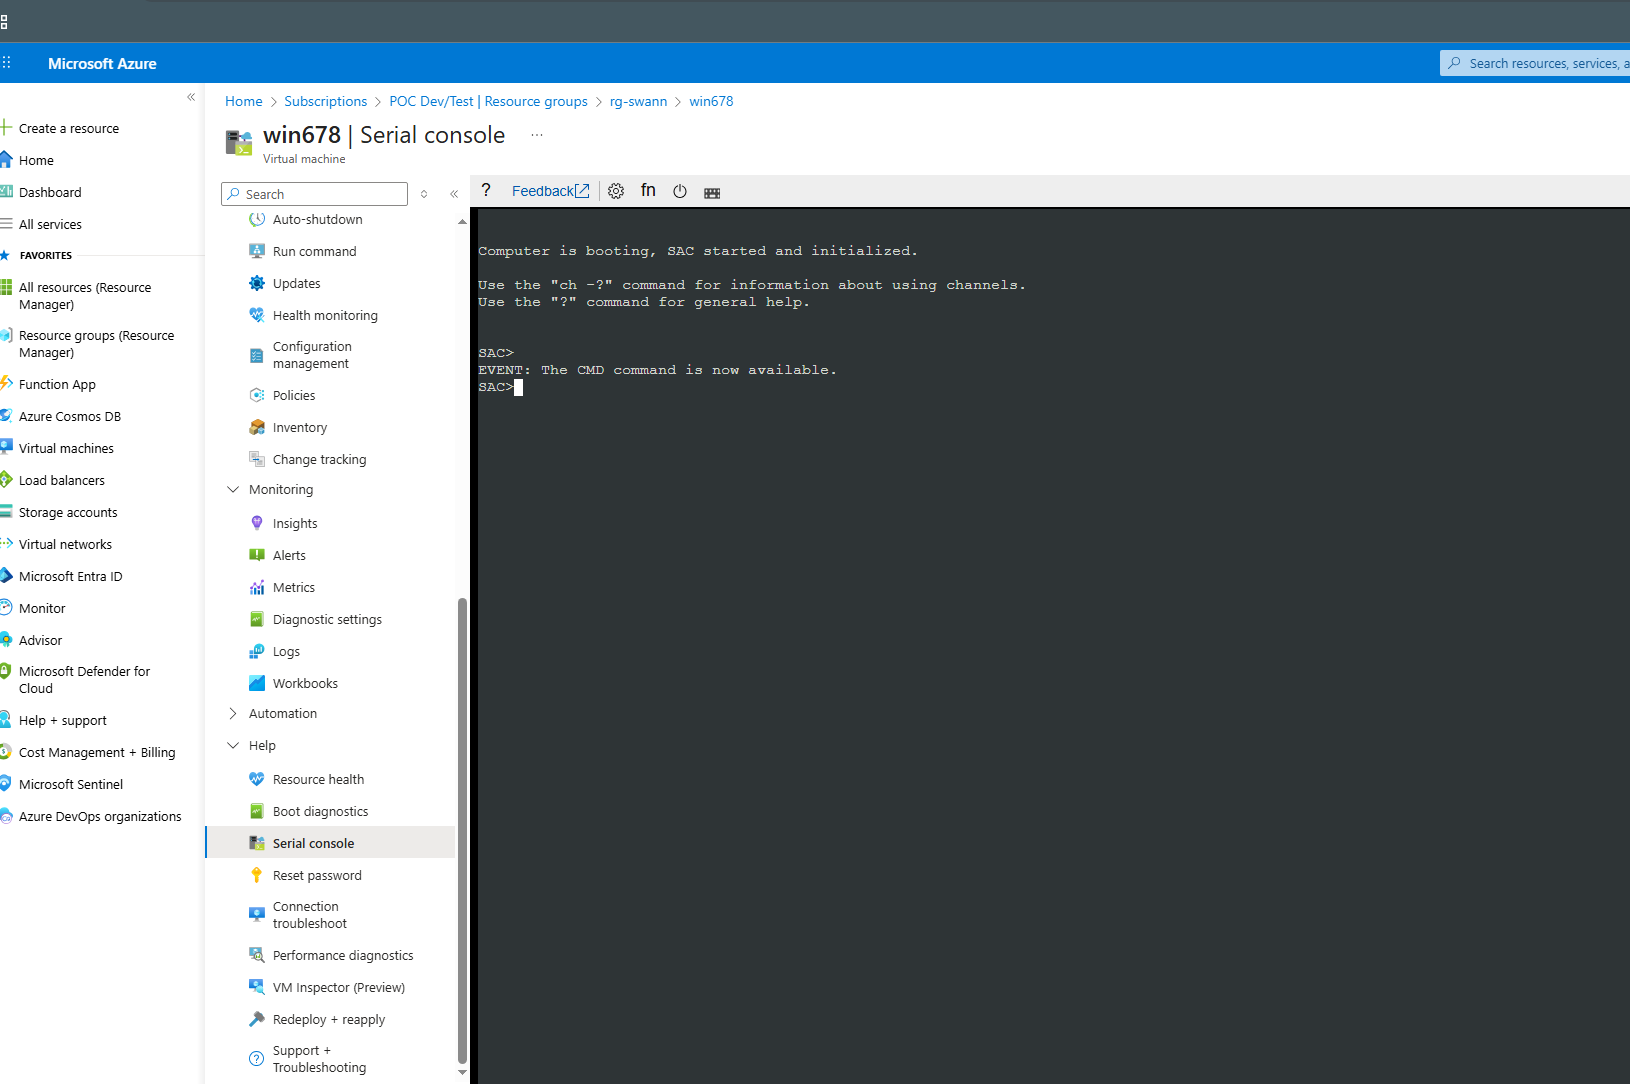 Microsoft Azure
Search resources, services, a
Create a resource
Home
Dashboard
All services
FAVORITES
All resources (Resource
Manager)
Resource groups (Resource
Manager)
Function App
Azure Cosmos DB
Virtual machines
Load balancers
Storage accounts
Virtual networks
Microsoft Entra ID
Monitor
Advisor
Microsoft Defender for
Cloud
Help + support
Cost Management + Billing
Microsoft Sentinel
Azure DevOps organizations
Home > Subscriptions > POC Dev/Test | Resource groups > rg-swann > win678
win678 | Serial console ...
Virtual machine
Search
Auto-shutdown
Run command
Updates
Health monitoring
Configuration
management
Policies
Inventory
Change tracking
Monitoring
Insights
Alerts
Metrics
Diagnostic settings
Logs
Workbooks
Automation
Help
Resource health
Boot diagnostics
Serial console
Reset password
Connection
troubleshoot
Performance diagnostics
VM Inspector (Preview)
Redeploy + reapply
Support +
Troubleshooting
? Feedback fn
Computer is booting, SAC started and initialized.
Use the "ch -?" command for information about using channels.
Use the "?" command for general help.
SAC>
EVENT: The CMD command is now available.
SAC>